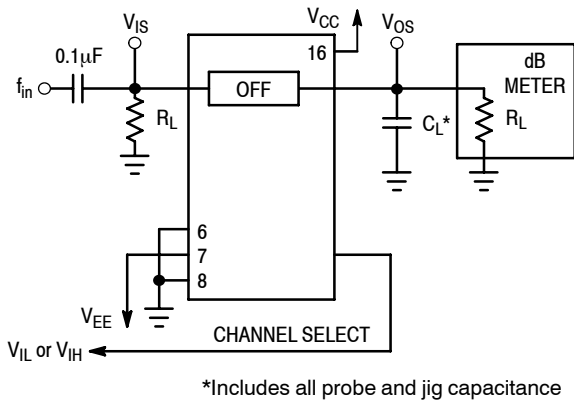 V_IS
V_CC
V_OS
0.1μF
16
dB
METER
f_in
OFF
R_L
C_L*
R_L
6
7
8
V_EE
CHANNEL SELECT
V_IL or V_IH
*Includes all probe and jig capacitance